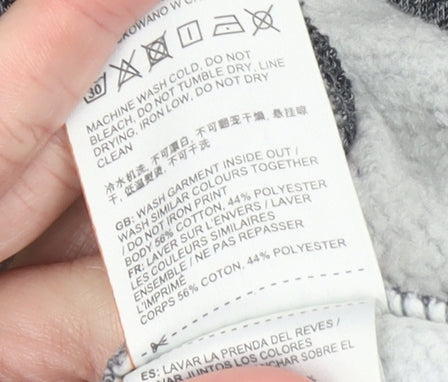 30
MACHINE WASH COLD, DO NOT
BLEACH, DO NOT TUMBLE DRY, LINE
DRYING, IRON LOW, DO NOT DRY
CLEAN
冷水机洗, 不可漂白, 不可翻滚干燥, 悬挂晾
干, 低温熨烫, 不可干洗
GB: WASH GARMENT INSIDE OUT /
WASH SIMILAR COLOURS TOGETHER
/ DO NOT IRON PRINT
BODY 56% COTTON, 44% POLYESTER
FR: LAVER SUR L'ENVERS / LAVER
LES COULEURS SIMILAIRES
ENSEMBLE / NE PAS REPASSER
L'IMPRIMÉ
CORPS 56% COTON, 44% POLYESTER
ES: LAVAR LA PRENDA DEL REVES /
LAVAR JUNTOS LOS COLORES
SOBRE EL